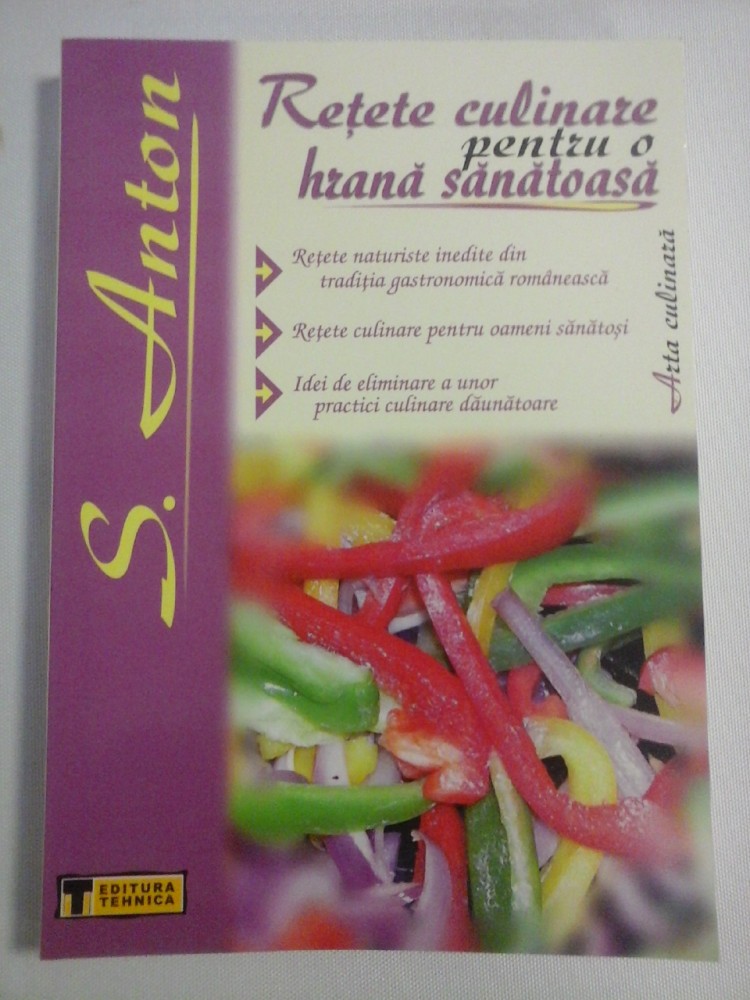 S. Anton
Rețete culinare
pentru o
hrană sănătoasă
Rețete naturiste inedite din
tradiția gastronomică românească
Rețete culinare pentru oameni sănătoși
Idei de eliminare a unor
practici culinare dăunătoare
Arta culinară
T EDITURA
TEHNICA